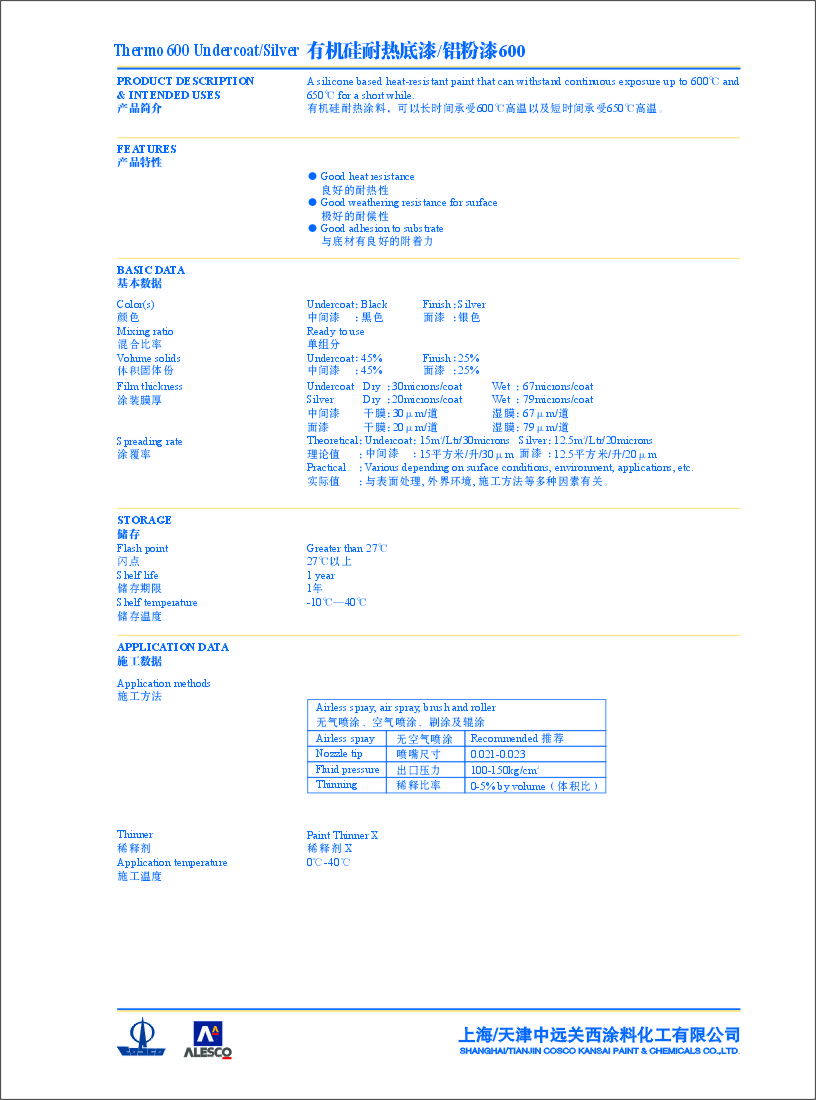 Thermo 600 Undercoat/Silver 有机硅耐热底漆/铝粉漆600
PRODUCT DESCRIPTION
& INTENDED USES
产品简介
A silicone based heat-resistant paint that can withstand continuous exposure up to 600℃ and
650℃ for a short while.
有机硅耐热涂料，可以长时间承受600℃高温以及短时间承受650℃高温。
FEATURES
产品特性
● Good heat resistance
良好的耐热性
● Good weathering resistance for surface
极好的耐候性
● Good adhesion to substrate
与底材有良好的附着力
BASIC DATA
基本数据
Color(s) Undercoat: Black Finish: Silver
颜色 中间漆 : 黑色 面漆 : 银色
Mixing ratio Ready to use
混合比率 单组分
Volume solids Undercoat: 45% Finish: 25%
体积固体份 中间漆 : 45% 面漆 : 25%
Film thickness Undercoat Dry : 30microns/coat Wet : 67microns/coat
涂装膜厚 Silver Dry : 20microns/coat Wet : 79microns/coat
中间漆 干膜: 30μm/道 湿膜: 67μm/道
面漆 干膜: 20μm/道 湿膜: 79μm/道
Spreading rate Theoretical: Undercoat: 15㎡/Ltr/30microns Silver: 12.5㎡/Ltr/20microns
涂覆率 理论值 : 中间漆 : 15平方米/升/30μm 面漆 : 12.5平方米/升/20μm
Practical : Various depending on surface conditions, environment, applications, etc.
实际值 : 与表面处理, 外界环境, 施工方法等多种因素有关。
STORAGE
储存
Flash point Greater than 27℃
闪点 27℃以上
Shelf life 1 year
储存期限 1年
Shelf temperature -10℃—40℃
储存温度
APPLICATION DATA
施工数据
Application methods
施工方法
Airless spray, air spray, brush and roller
无气喷涂、空气喷涂、刷涂及辊涂
Airless spray 无空气喷涂 Recommended 推荐
Nozzle tip 喷嘴尺寸 0.021-0.023
Fluid pressure 出口压力 100-150kg/cm²
Thinning 稀释比率 0-5% by volume（体积比）
Thinner Paint Thinner X
稀释剂 稀释剂 X
Application temperature 0℃-40℃
施工温度
COSCO
ALESCO
上海/天津中远关西涂料化工有限公司
SHANGHAI/TIANJIN COSCO KANSAI PAINT & CHEMICALS CO.,LTD.